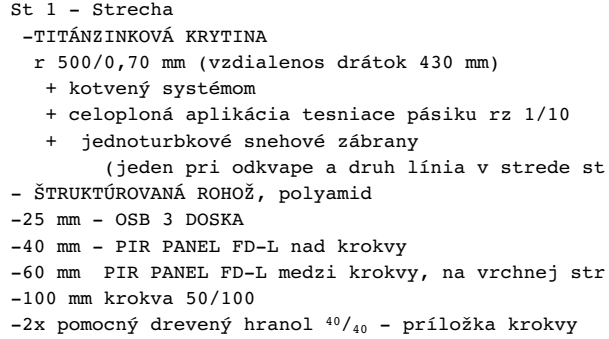 St 1 – Strecha
–TITÁNZINKOVÁ KRYTINA
r 500/0,70 mm (vzdialenos drátok 430 mm)
+ kotvený systémom
+ celoploná aplikácia tesniace pásiku rz 1/10
+ jednoturbkové snehové zábrany
(jeden pri odkvape a druh línia v strede st
– ŠTRUKTÚROVANÁ ROHOŽ, polyamid
–25 mm – OSB 3 DOSKA
–40 mm – PIR PANEL FD–L nad krokvy
–60 mm PIR PANEL FD–L medzi krokvy, na vrchnej str
–100 mm krokva 50/100
–2x pomocný drevený hranol ⁴⁰/₄₀ – príložka krokvy